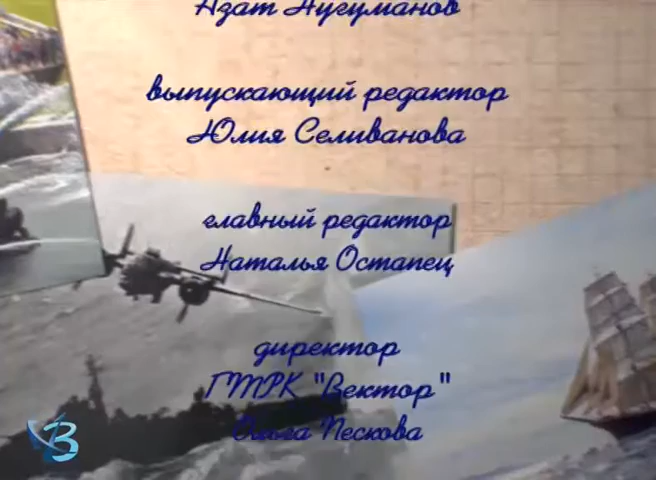 Азат Нугуманов
выпускающий редактор
Юлия Селиванова
главный редактор
Наталья Остапец
директор
ГТРК "Вектор"
Ольга Пескова